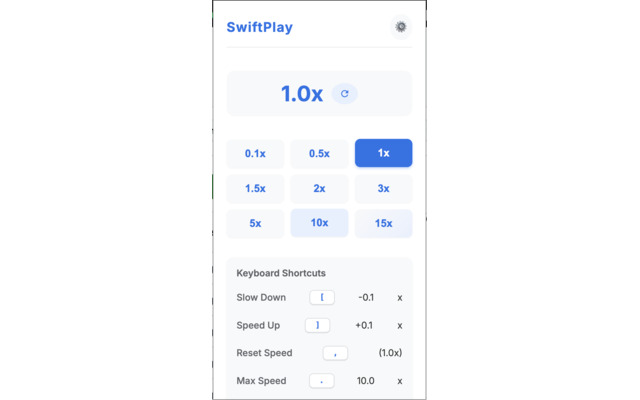 SwiftPlay
1.0x
0.1x 0.5x 1x
1.5x 2x 3x
5x 10x 15x
Keyboard Shortcuts
Slow Down [ -0.1 x
Speed Up ] +0.1 x
Reset Speed , (1.0x)
Max Speed . 10.0 x